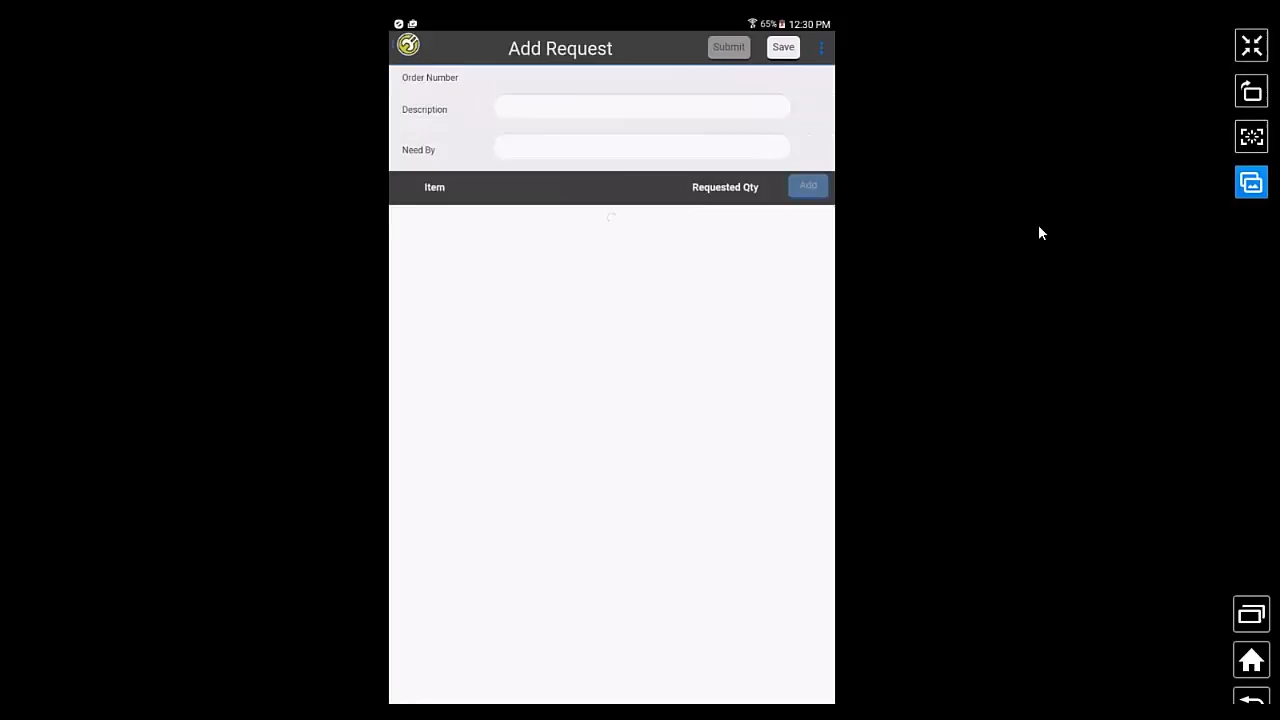 65% 12:30 PM
Add Request
Submit
Save
Order Number
Description
Need By
Item
Requested Qty
Add